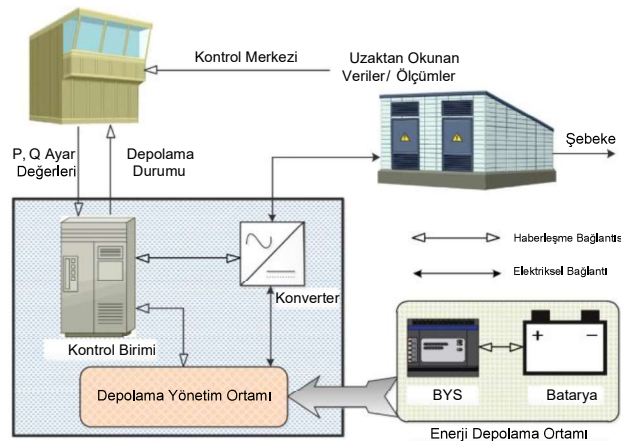 Kontrol Merkezi
Uzaktan Okunan
Veriler/ Ölçümler
P, Q Ayar
Değerleri
Depolama
Durumu
Şebeke
Haberleşme Bağlantıs
Elektriksel Bağlantı
Konverter
Kontrol Birimi
Depolama Yönetim Ortamı
BYS
Batarya
Enerji Depolama Ortamı